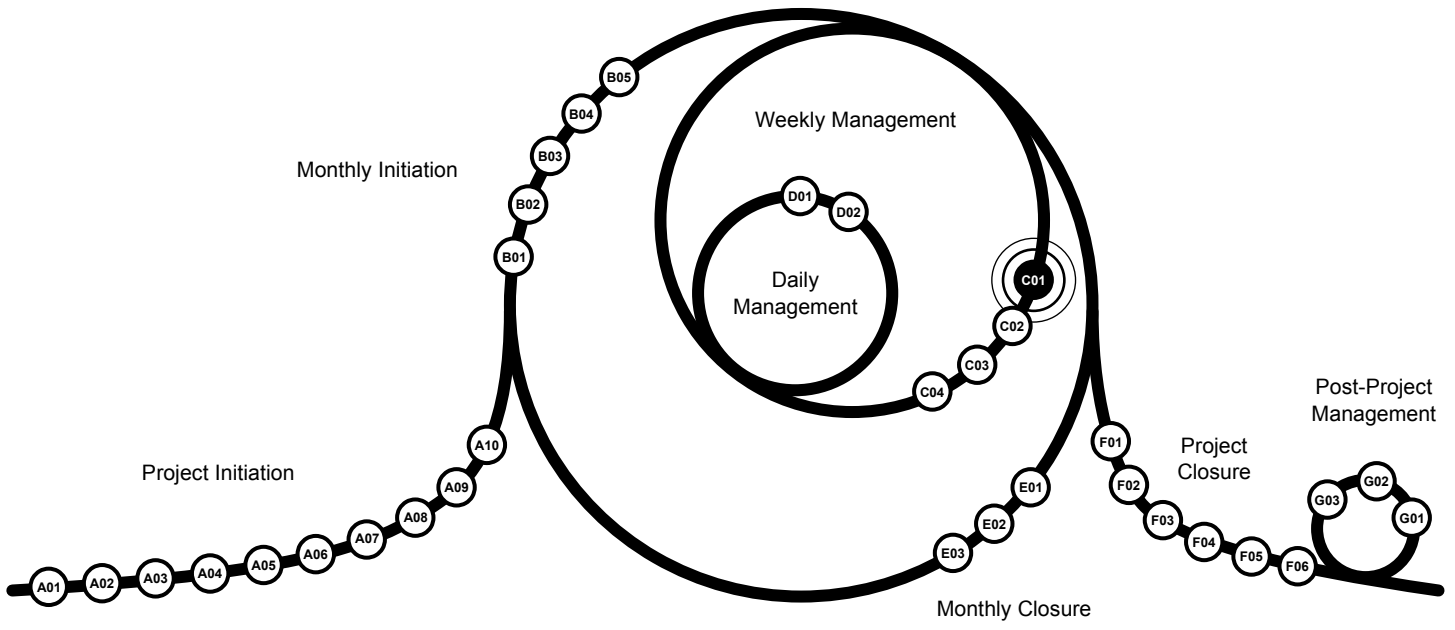 Project Initiation
A01
A02
A03
A04
A05
A06
A07
A08
A09
A10
Monthly Initiation
B01
B02
B03
B04
B05
Weekly Management
C01
C02
C03
C04
Daily
Management
D01
D02
Monthly Closure
E01
E02
E03
Project
Closure
F01
F02
F03
F04
F05
F06
Post-Project
Management
G01
G02
G03